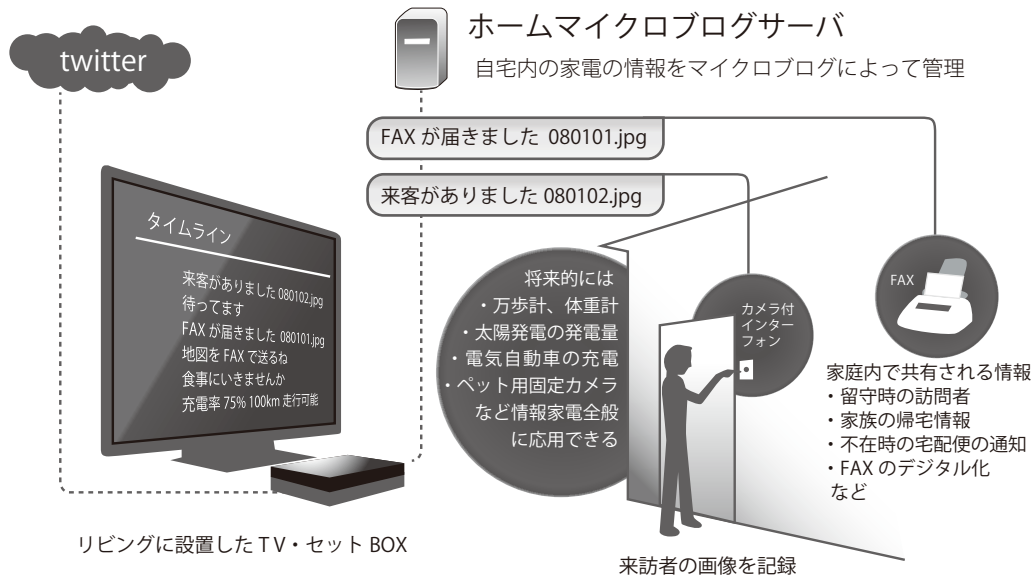 twitter
ホームマイクロブログサーバ
自宅内の家電の情報をマイクロブログによって管理
FAX が届きました 080101.jpg
来客がありました 080102.jpg
タイムライン
来客がありました 080102.jpg
待ってます
FAX が届きました 080101.jpg
地図を FAX で送るね
食事にいきませんか
充電率 75% 100km 走行可能
将来的には
・万歩計、体重計
・太陽発電の発電量
・電気自動車の充電
・ペット用固定カメラ
など情報家電全般
に応用できる
カメラ付
インター
フォン
FAX
家庭内で共有される情報
・留守時の訪問者
・家族の帰宅情報
・不在時の宅配便の通知
・FAX のデジタル化
など
リビングに設置したＴＶ・セット BOX
来訪者の画像を記録